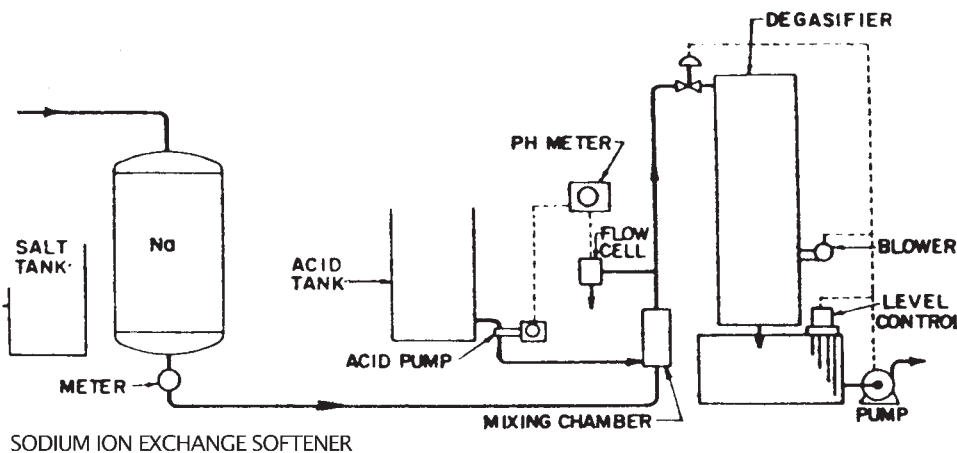 DEGASIFIER
PH METER
FLOW
CELL
Na
SALT
TANK
ACID
TANK
BLOWER
LEVEL
CONTROL
ACID PUMP
METER
MIXING CHAMBER
PUMP
SODIUM ION EXCHANGE SOFTENER